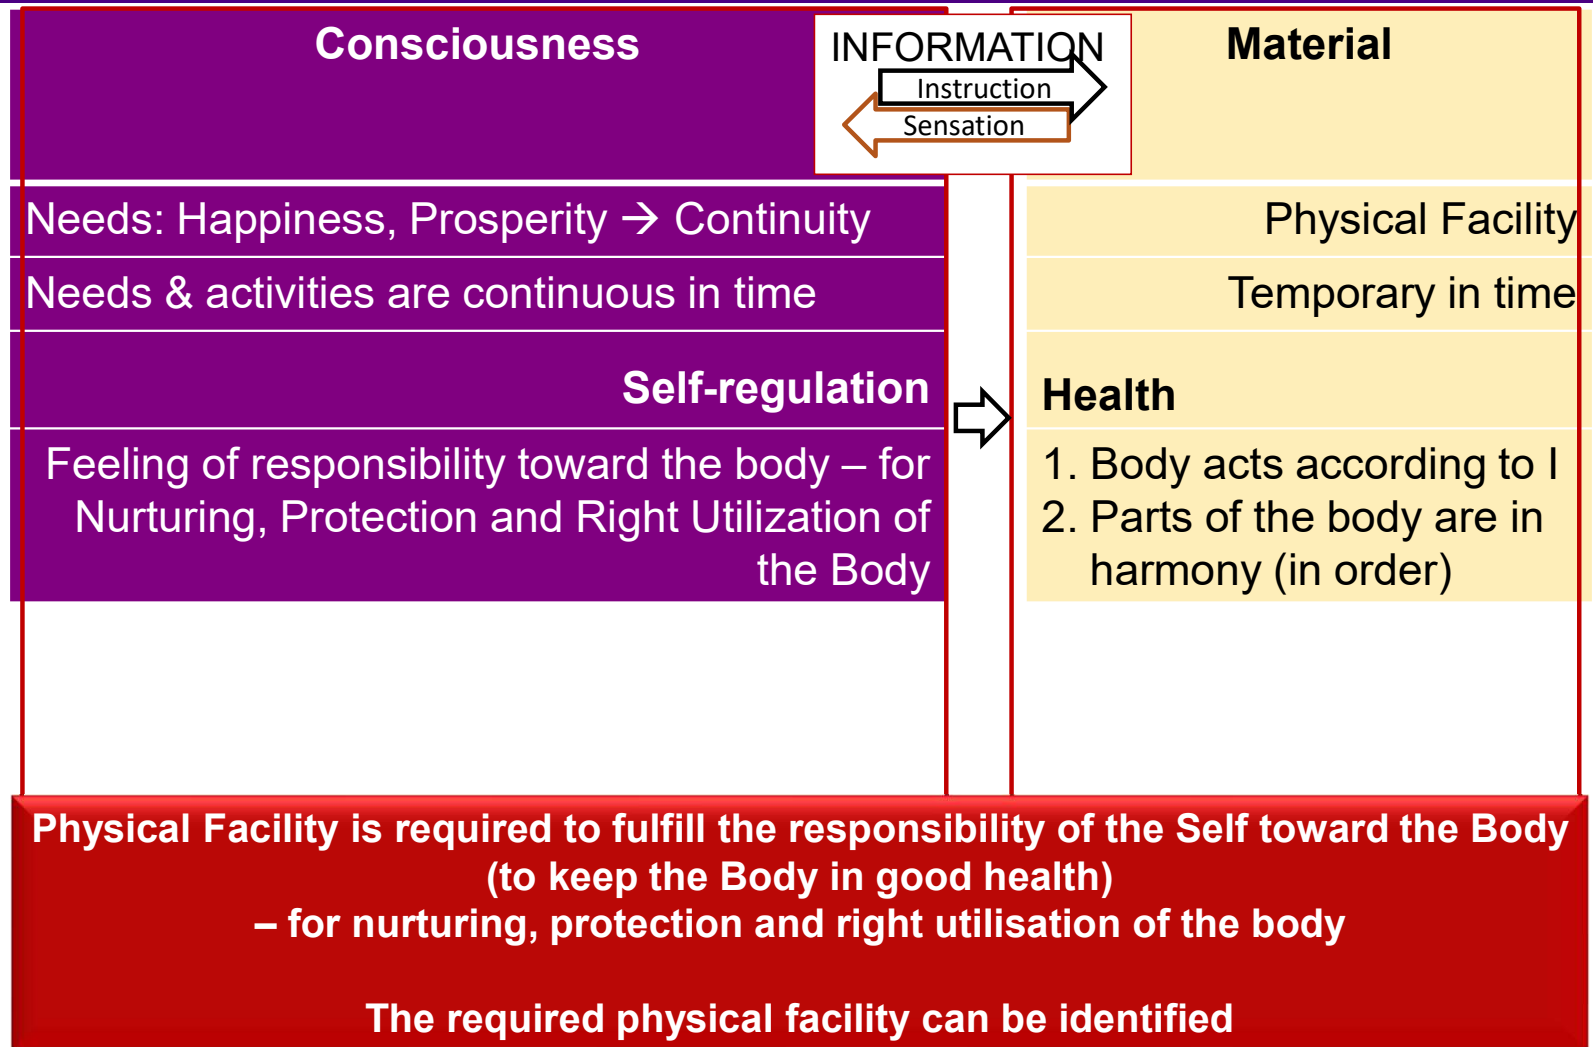 Consciousness
INFORMATION
Instruction
Sensation
Material
Needs: Happiness, Prosperity → Continuity
Physical Facility
Needs & activities are continuous in time
Temporary in time
Self-regulation
Health
Feeling of responsibility toward the body – for
Nurturing, Protection and Right Utilization of
the Body
1. Body acts according to I
2. Parts of the body are in
harmony (in order)
Physical Facility is required to fulfill the responsibility of the Self toward the Body
(to keep the Body in good health)
– for nurturing, protection and right utilisation of the body
The required physical facility can be identified